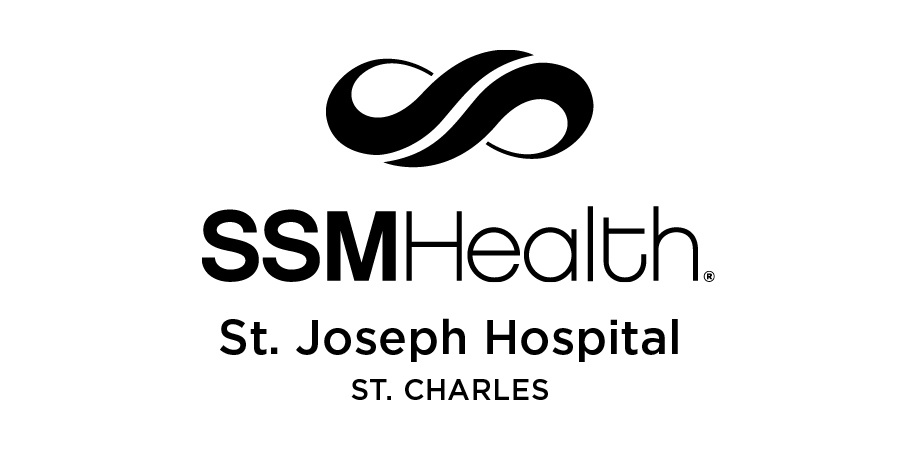 SSMHealth®
St. Joseph Hospital
ST. CHARLES